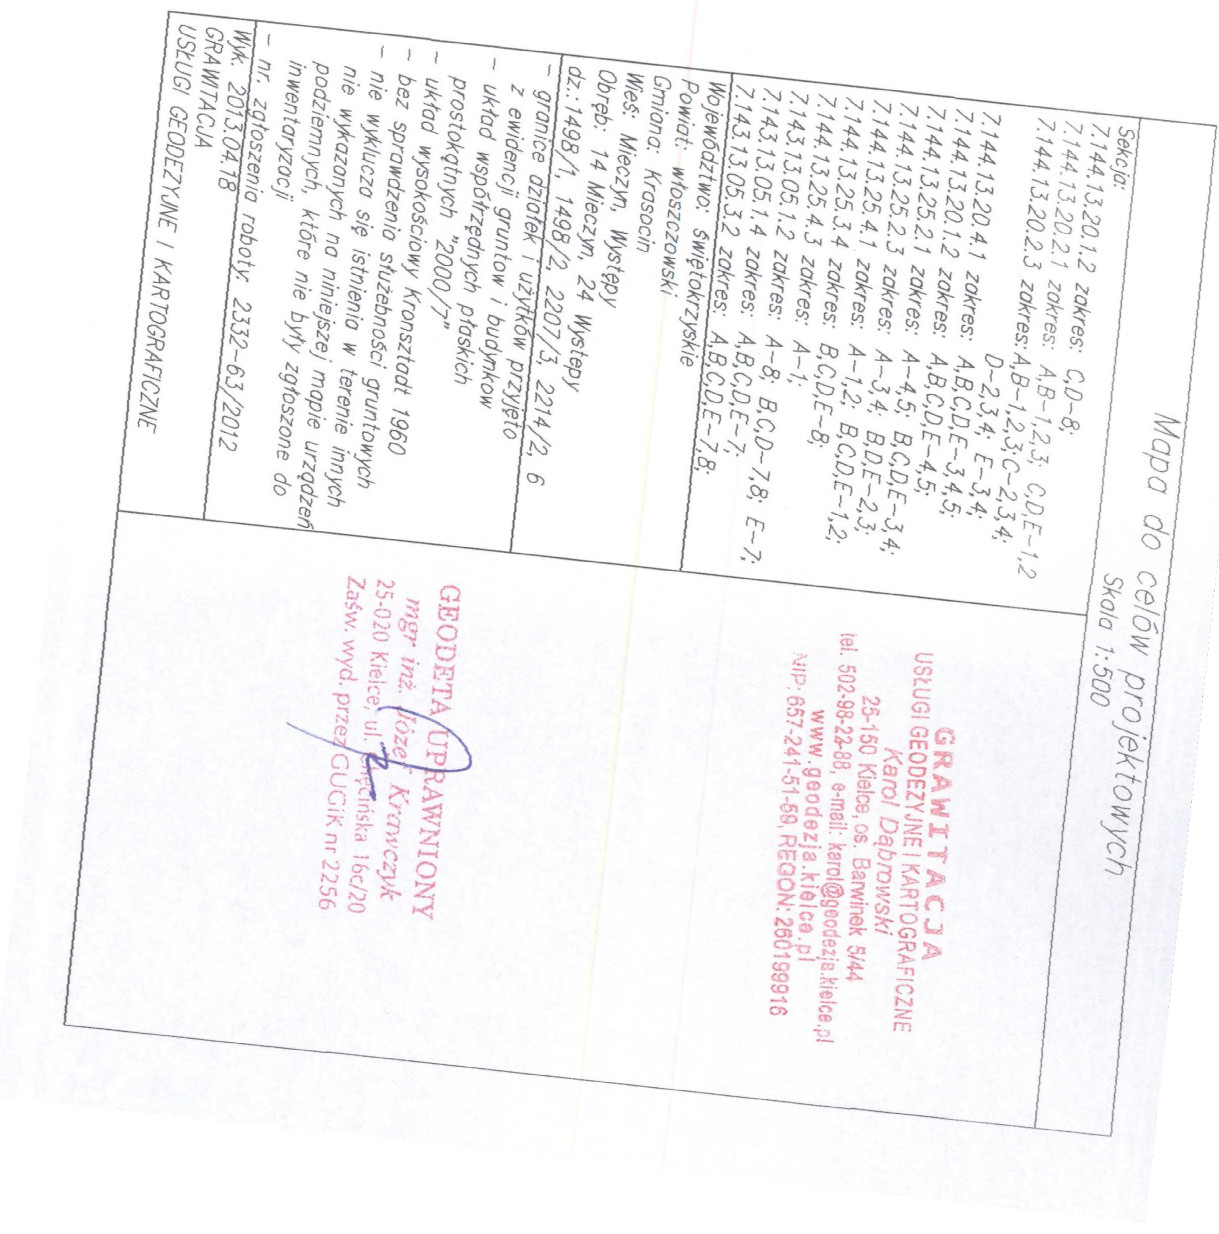 Mapa do celów projektowych
Skala 1:500
Sekcja:
7.144.13.20.1.2 zakres: C,D-8;
7.144.13.20.2.1 zakres: A,B-1,2,3; C,D,E-1,2
7.144.13.20.2.3 zakres: A,B-1,2,3; C-2,3,4;
D-2,3,4; E-3,4;
7.144.13.20.4.1 zakres: A,B,C,D,E-3,4,5;
7.144.13.20.1.2 zakres: A,B,C,D,E-4,5;
7.144.13.25.2.1 zakres: A-4,5; B,C,D,E-3,4;
7.144.13.25.2.3 zakres: A-3,4; B,D,E-2,3;
7.144.13.25.4.1 zakres: A-1,2; B,C,D,E-1,2;
7.144.13.25.3.4 zakres: B,C,D,E-8;
7.144.13.25.4.3 zakres: A-1;
7.143.13.05.1.2 zakres: A-8; B,C,D-7,8; E-7;
7.143.13.05.1.4 zakres: A,B,C,D,E-7;
7.143.13.05.3.2 zakres: A,B,C,D,E-7,8;
Województwo: świętokrzyskie
Powiat: włoszczowski
Gmiana: Krasocin
Wieś: Mieczyn, Występy
Obręb: 14 Mieczyn, 24 Występy
dz.:1498/1, 1498/2, 2207/3, 2214/2, 6
- granice działek i użytków przyjęto
z ewidencji gruntow i budynkow
- układ współrzędnych płaskich
prostokątnych "2000/7"
- układ wysokościowy Kronsztadt 1960
- bez sprawdzenia służebności gruntowych
- nie wyklucza się istnienia w terenie innych
nie wykazanych na niniejszej mapie urządzeń
podziemnych, które nie były zgłoszone do
inwentaryzacji
- nr. zgłoszenia roboty: 2332-63/2012
Wyk. 2013.04.18
GRAWITACJA
USŁUGI GEODEZYJNE I KARTOGRAFICZNE
GRAWITACJA
USŁUGI GEODEZYJNE I KARTOGRAFICZNE
Karol Dąbrowski
25-150 Kielce, os. Barwinek 5/44
tel. 502-98-22-88, e-mail: karol@geodezja.kielce.pl
www.geodezja.kielce.pl
NIP: 657-241-51-59, REGON: 260199916
GEODETA UPRAWNIONY
mgr inż. Józef Krawczyk
25-020 Kielce, ul. Chęcińska 16c/20
Zaśw. wyd. przez GUGiK nr 2256